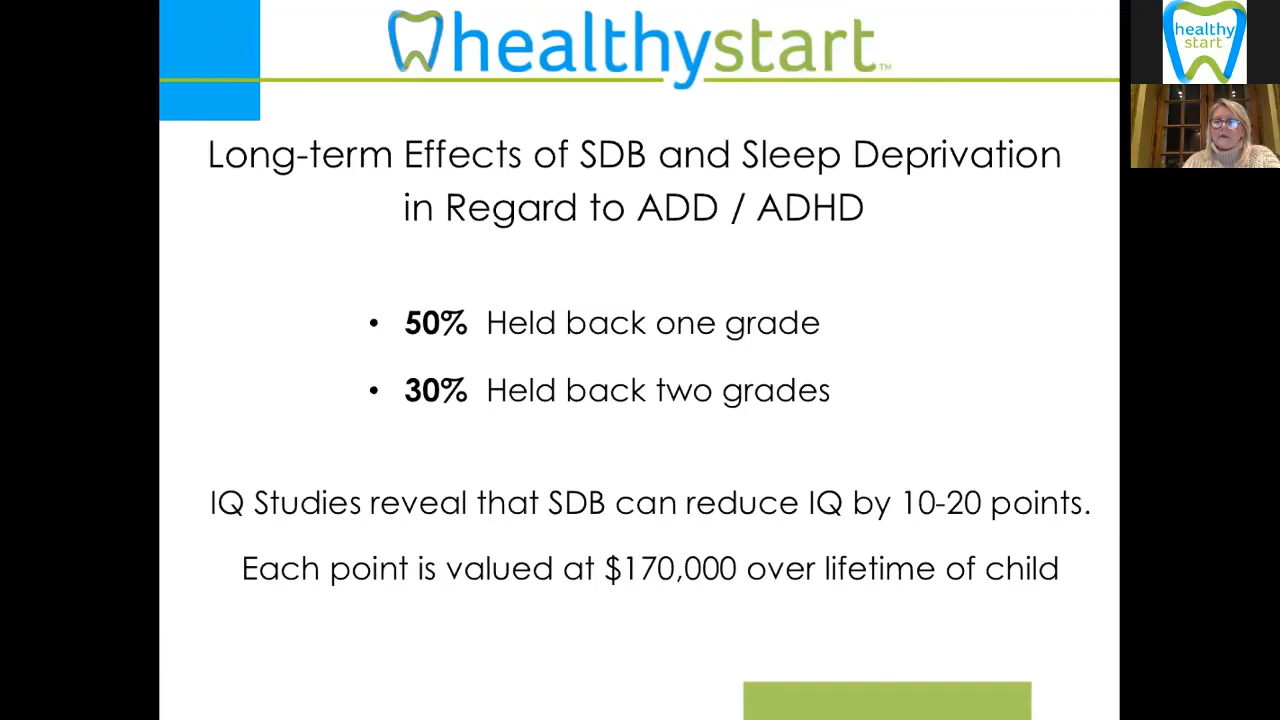 healthystart™
Long-term Effects of SDB and Sleep Deprivation
in Regard to ADD / ADHD
• 50% Held back one grade
• 30% Held back two grades
IQ Studies reveal that SDB can reduce IQ by 10-20 points.
Each point is valued at $170,000 over lifetime of child
healthy
start